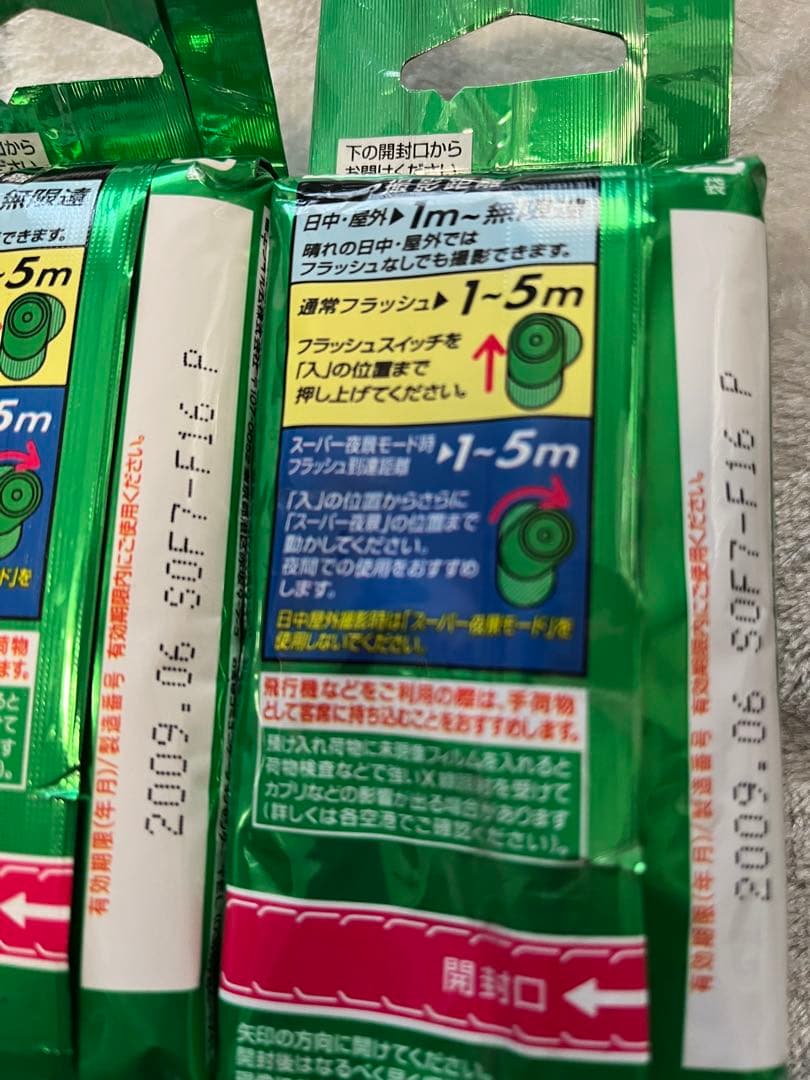 下の開封口から
お開けください
無限遠
できます。
~5m
5m
有効期限(年月)/製造番号 有効期限内にご使用ください。
2009.06 SOF7-F16 P
撮影距離
日中・屋外▶1m~無限遠
晴れの日中・屋外では
フラッシュなしでも撮影できます。
通常フラッシュ▶1~5m
フラッシュスイッチを
「入」の位置まで
押し上げてください。
スーパー夜景モード時
フラッシュ到達距離▶1~5m
「入」の位置からさらに
「スーパー夜景」の位置まで
動かしてください。
夜間での使用をおすすめ
します。
日中屋外撮影時は「スーパー夜景モード」を
使用しないでください。
飛行機などをご利用の際は、手荷物
として客席に持ち込むことをおすすめします。
預け入れ荷物に未現像フィルムを入れると
荷物検査などで強いX線照射を受けて
カブリなどの影響が出る場合があります
(詳しくは各空港でご確認ください)。
開封口
矢印の方向に開けてください。
開封後はなるべく早く
有効期限(年月)/製造番号 有効期限内にご使用ください。
2009.06 SOF7-F16 P